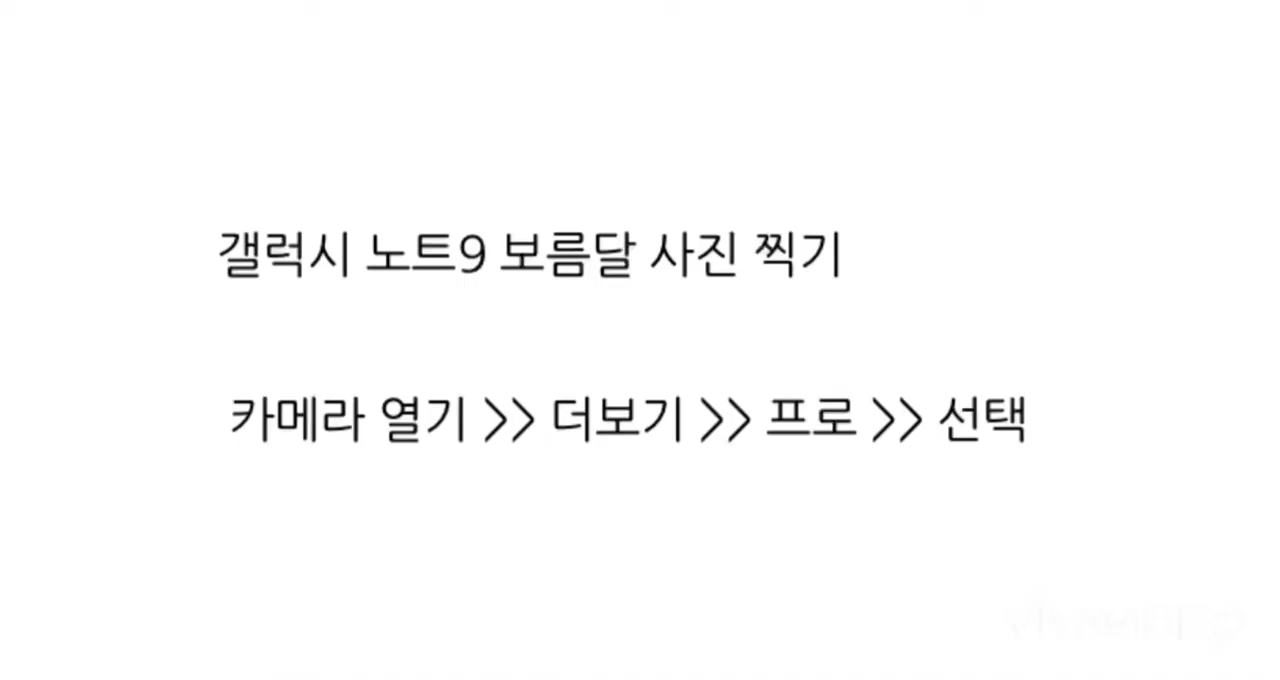 갤럭시 노트9 보름달 사진 찍기
카메라 열기 >> 더보기 >> 프로 >> 선택